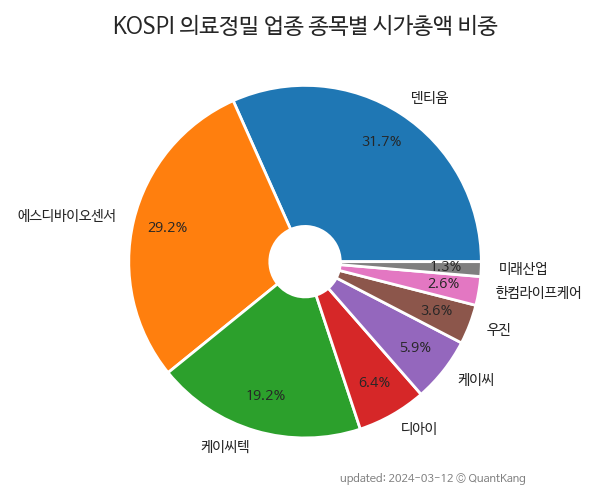 KOSPI 의료정밀 업종 종목별 시가총액 비중
덴티움
31.7%
에스디바이오센서
29.2%
케이씨텍
19.2%
디아이
6.4%
케이씨
5.9%
우진
3.6%
한컴라이프케어
2.6%
미래산업
1.3%
updated: 2024-03-12 © QuantKang